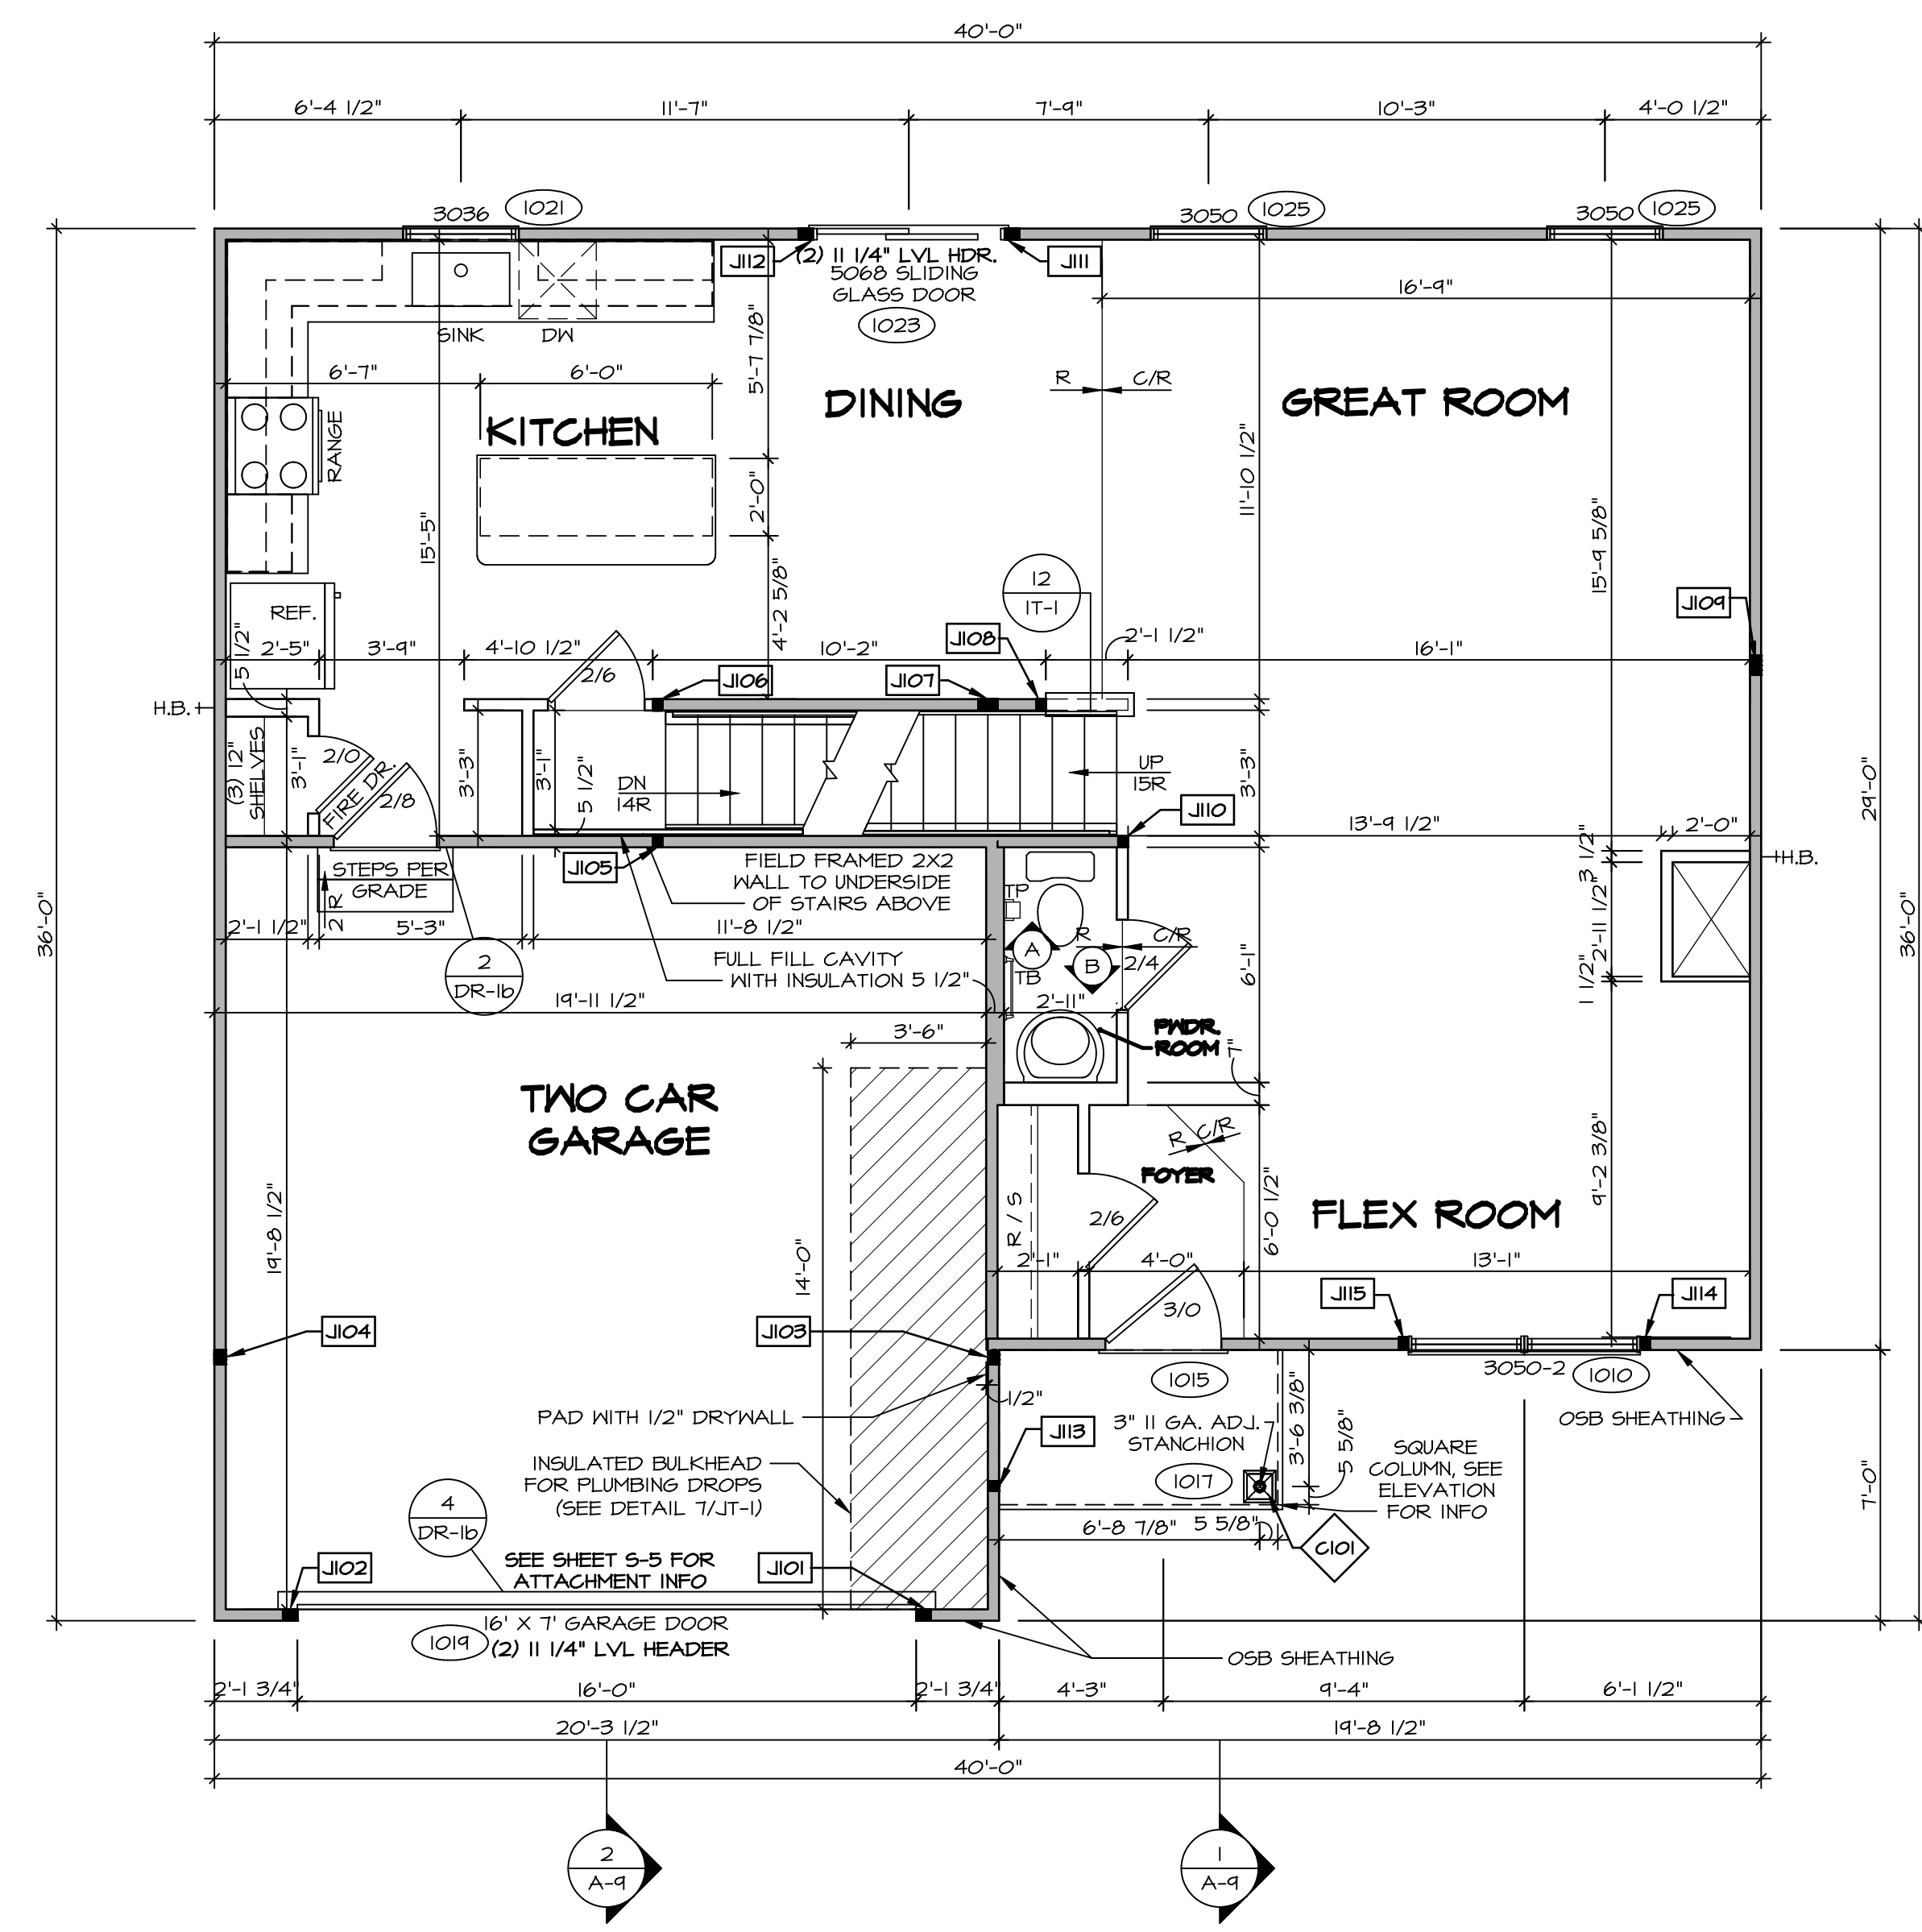 40'-0"
6'-4 1/2" 11'-7" 7'-9" 10'-3" 4'-0 1/2"
3036 1021 3050 1025 3050 1025
J112 (2) 11 1/4" LVL HDR. J111
5068 SLIDING
GLASS DOOR
1023
16'-9"
SINK DW
5'-7 7/8"
6'-7" 6'-0"
R C/R
KITCHEN DINING GREAT ROOM
RANGE
2'-0"
15'-5"
11'-10 1/2"
15'-9 5/8"
4'-2 5/8"
12
1T-1
J109
REF.
5 1/2"
2'-5" 3'-9" 4'-10 1/2" 10'-2" 2'-1 1/2" 16'-1"
J108
2/6
J106 J107
H.B.
(3) 12"
SHELVES
3'-1"
2/0
FIRE DR.
2/8
3'-3"
3'-1"
5 1/2"
DN
14R
UP
15R
3'-3"
J110
13'-9 1/2" 2'-0"
3 1/2"
H.B.
29'-0"
36'-0"
36'-0"
J105
FIELD FRAMED 2X2
WALL TO UNDERSIDE
OF STAIRS ABOVE
STEPS PER
GRADE
2 R
2'-1 1/2" 5'-3" 11'-8 1/2"
TP
A
TB
R C/R
B
2/4
6'-1"
2'-11 1/2"
1 1/2"
2
DR-1b
FULL FILL CAVITY
WITH INSULATION 5 1/2"
19'-11 1/2" 2'-11"
3'-6"
PWDR.
ROOM
7"
TWO CAR
GARAGE
R C/R
FOYER
9'-2 3/8"
FLEX ROOM
19'-8 1/2"
14'-0"
R / S
2/6
6'-0 1/2"
2'-1" 4'-0" 13'-1"
3/0
J115 J114
J104 J103
3050-2 1010
1015
1/2"
PAD WITH 1/2" DRYWALL
J113
3" 11 GA. ADJ.
STANCHION
3'-6 3/8"
5 5/8"
OSB SHEATHING
SQUARE
COLUMN, SEE
ELEVATION
FOR INFO
INSULATED BULKHEAD
FOR PLUMBING DROPS
(SEE DETAIL 7/JT-1)
1017
7'-0"
4
DR-1b
6'-8 7/8" 5 5/8"
C101
J102
SEE SHEET S-5 FOR
ATTACHMENT INFO
J101
16' X 7' GARAGE DOOR
1019 (2) 11 1/4" LVL HEADER
OSB SHEATHING
2'-1 3/4" 16'-0" 2'-1 3/4" 4'-3" 9'-4" 6'-1 1/2"
20'-3 1/2" 19'-8 1/2"
40'-0"
2
A-9
1
A-9